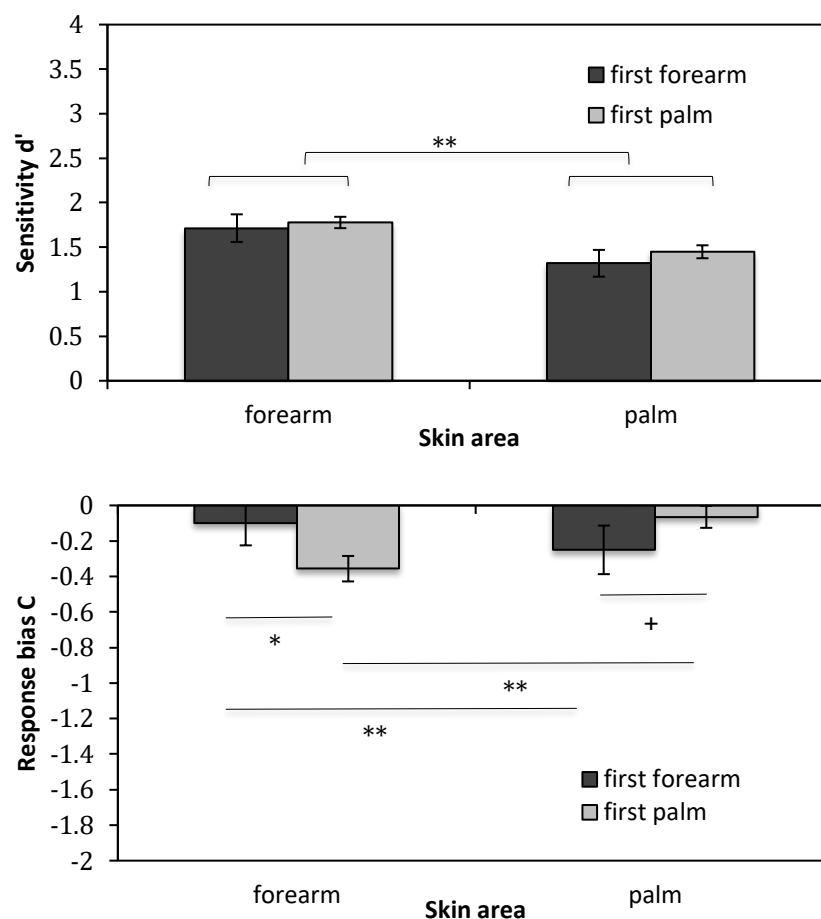 4
3.5
3
2.5
2
1.5
1
0.5
0
Sensitivity d'
first forearm
first palm
**
forearm
palm
Skin area
0
-0.2
-0.4
-0.6
-0.8
-1
-1.2
-1.4
-1.6
-1.8
-2
Response bias C
*
+
**
**
first forearm
first palm
forearm
palm
Skin area